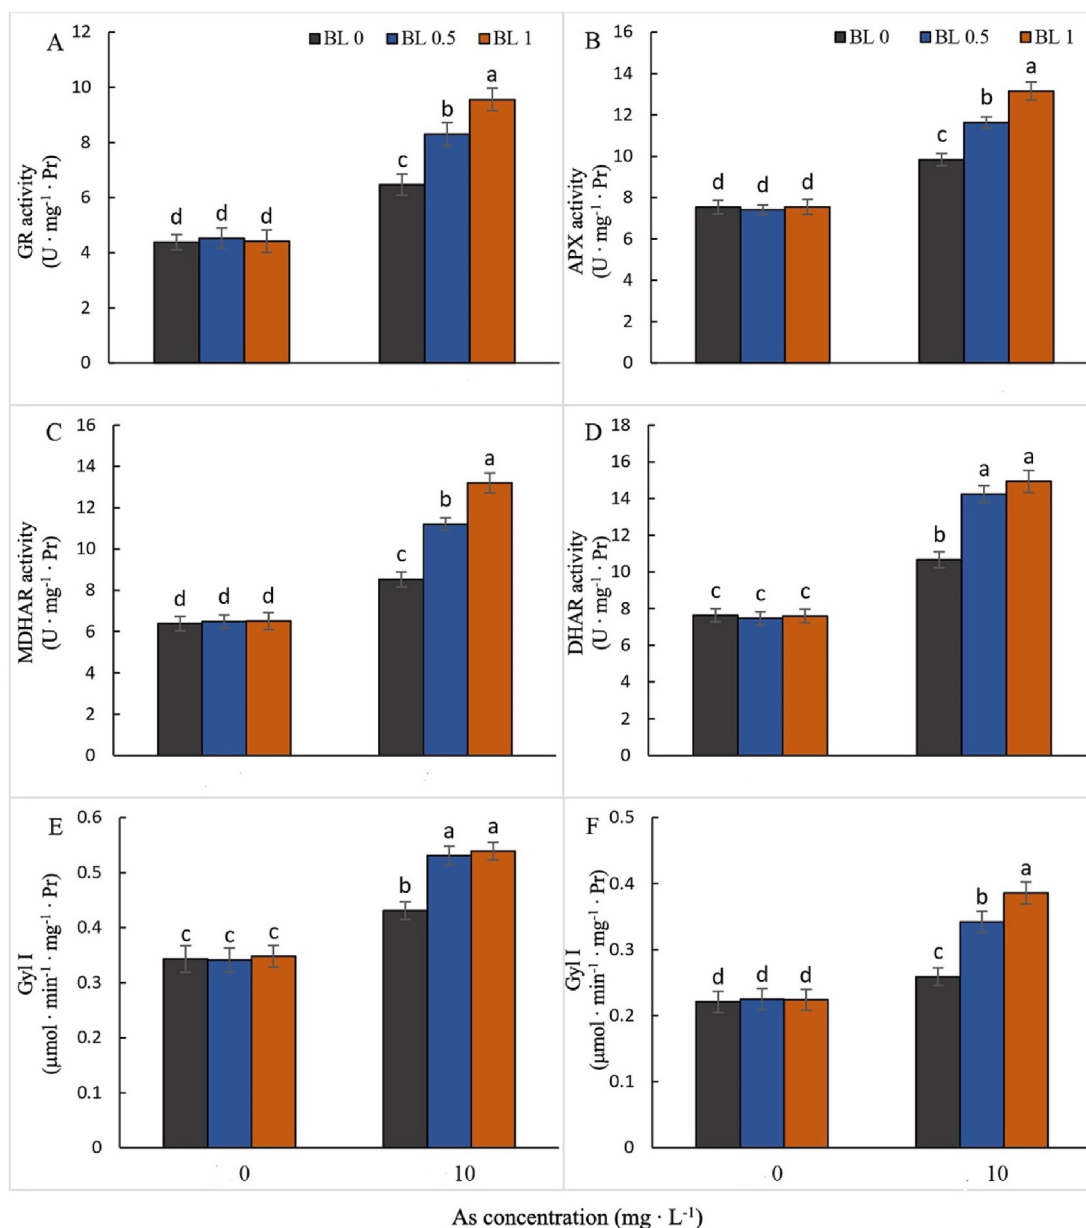 A
BL 0 BL 0.5 BL 1
12
10
8
6
4
2
0
GR activity
(U · mg⁻¹ · Pr)
d d d c b a
B
BL 0 BL 0.5 BL 1
16
14
12
10
8
6
4
2
0
APX activity
(U · mg⁻¹ · Pr)
d d d c b a
C
16
14
12
10
8
6
4
2
0
MDHAR activity
(U · mg⁻¹ · Pr)
d d d c b a
D
18
16
14
12
10
8
6
4
2
0
DHAR activity
(U · mg⁻¹ · Pr)
c c c b a a
E
0.6
0.5
0.4
0.3
0.2
0.1
0
Gyl I
(μmol · min⁻¹ · mg⁻¹ · Pr)
c c c b a a
0 10
F
0.5
0.4
0.3
0.2
0.1
0
Gyl I
(μmol · min⁻¹ · mg⁻¹ · Pr)
d d d c b a
0 10
As concentration (mg · L⁻¹)